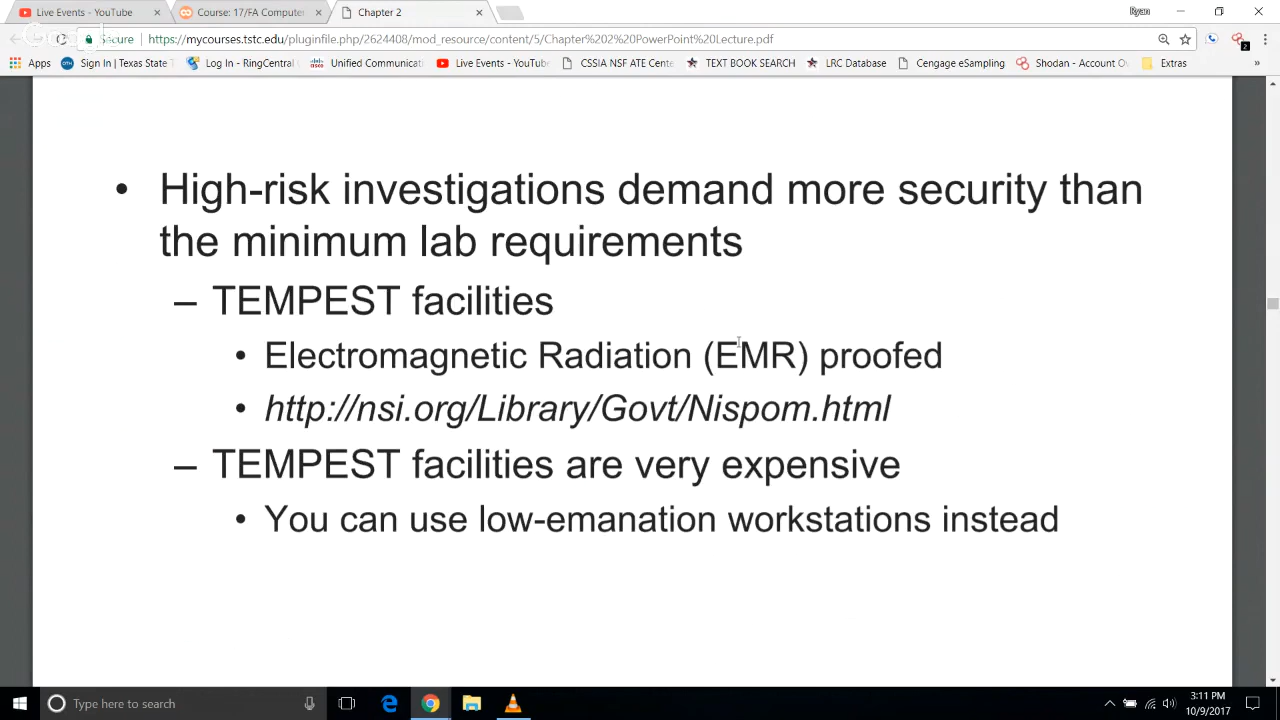 Live Events - YouTube
Course: 17/FA Computer
Chapter 2
Ryan
Secure
https://mycourses.tstc.edu/pluginfile.php/2624408/mod_resource/content/5/Chapter%202%20PowerPoint%20Lecture.pdf
Apps
Sign In | Texas State T
Log In - RingCentral
Unified Communicati
Live Events - YouTube
CSSIA NSF ATE Cente
IT BOOK SEARCH
LRC Database
Cengage eSampling
Shodan - Account Ov
Extras
• High-risk investigations demand more security than
the minimum lab requirements
– TEMPEST facilities
• Electromagnetic Radiation (EMR) proofed
• http://nsi.org/Library/Govt/Nispom.html
– TEMPEST facilities are very expensive
• You can use low-emanation workstations instead
Type here to search
3:11 PM
10/9/2017